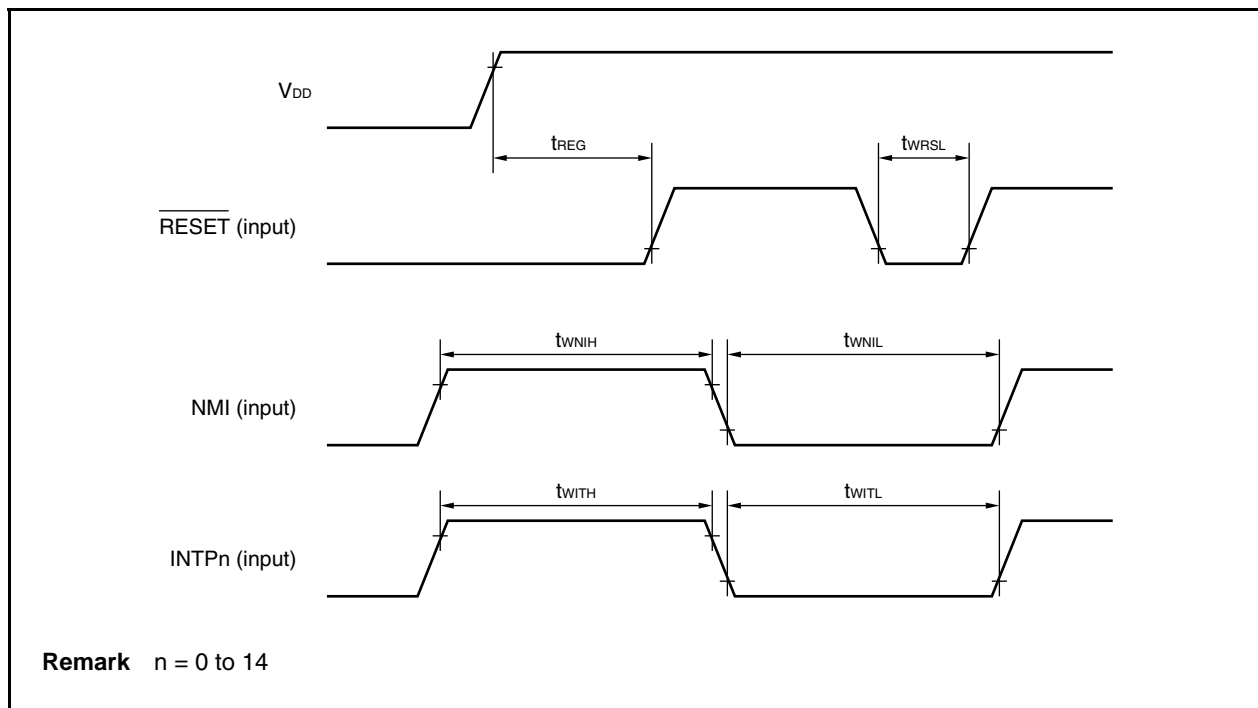 VDD
tREG
tWRSL
RESET (input)
tWNIH
tWNIL
NMI (input)
tWITH
tWITL
INTPn (input)
Remark n = 0 to 14